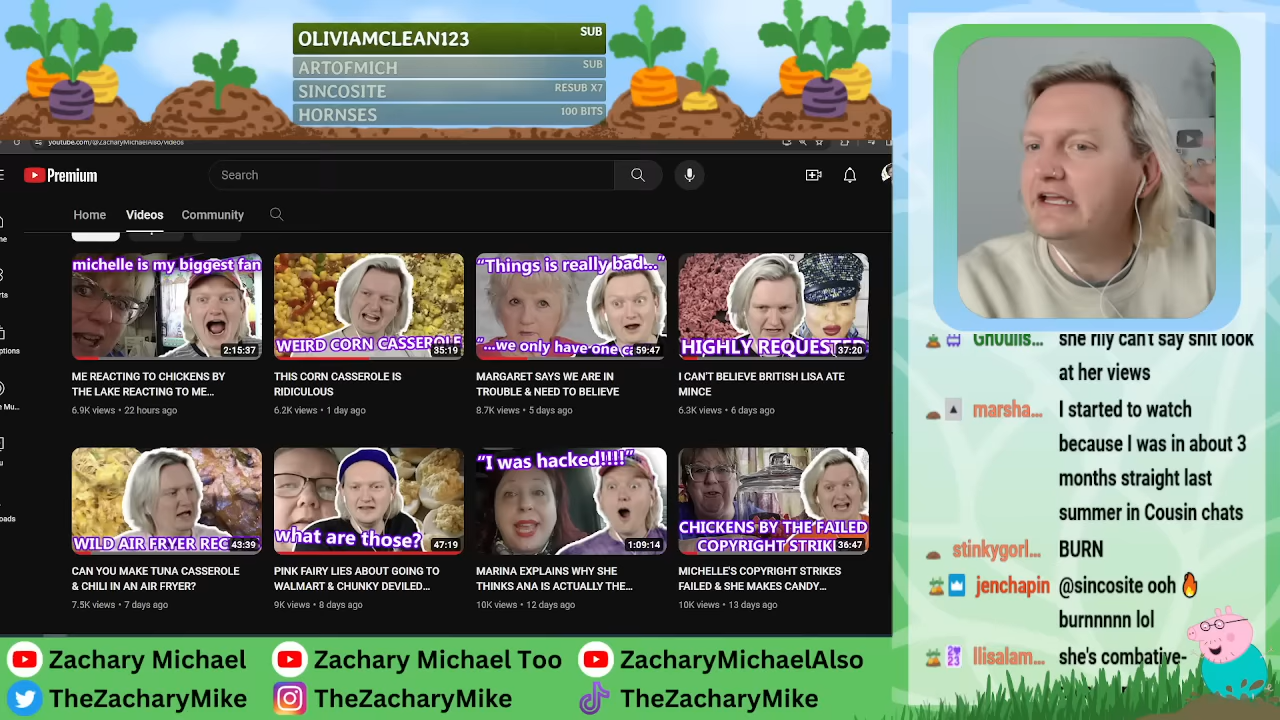 OLIVIAMCLEAN123 SUB
ARTOFMICH SUB
SINCOSITE RESUB X7
HORNSES 100 BITS
youtube.com/@ZacharyMichaelAlso/videos
Premium
Search
Home Videos Community
michelle is my biggest fan
2:15:37
WEIRD CORN CASSEROLE
35:19
"Things is really bad..."
"...we only have one ca
59:47
HIGHLY REQUESTED
37:20
ME REACTING TO CHICKENS BY
THE LAKE REACTING TO ME...
6.9K views • 22 hours ago
THIS CORN CASSEROLE IS
RIDICULOUS
6.2K views • 1 day ago
MARGARET SAYS WE ARE IN
TROUBLE & NEED TO BELIEVE
8.7K views • 5 days ago
I CAN'T BELIEVE BRITISH LISA ATE
MINCE
6.3K views • 6 days ago
WILD AIR FRYER REC
43:39
what are those?
47:19
"I was hacked!!!!"
1:09:14
CHICKENS BY THE FAILED
COPYRIGHT STRIKE
36:47
CAN YOU MAKE TUNA CASSEROLE
& CHILI IN AN AIR FRYER?
7.5K views • 7 days ago
PINK FAIRY LIES ABOUT GOING TO
WALMART & CHUNKY DEVILED...
9K views • 8 days ago
MARINA EXPLAINS WHY SHE
THINKS ANA IS ACTUALLY THE...
10K views • 12 days ago
MICHELLE'S COPYRIGHT STRIKES
FAILED & SHE MAKES CANDY...
10K views • 13 days ago
Ghoulis... she rlly can't say shit look
at her views
marsha... I started to watch
because I was in about 3
months straight last
summer in Cousin chats
stinkygorl... BURN
jenchapin @sincosite ooh 🔥
burnnnnn lol
llisalam... she's combative-
Zachary Michael
Zachary Michael Too
ZacharyMichaelAlso
TheZacharyMike
TheZacharyMike
TheZacharyMike